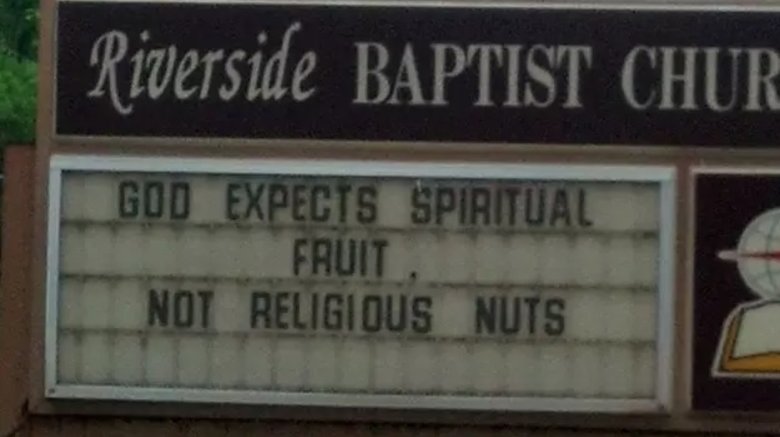 Riverside BAPTIST CHUR
GOD EXPECTS SPIRITUAL
FRUIT,
NOT RELIGIOUS NUTS